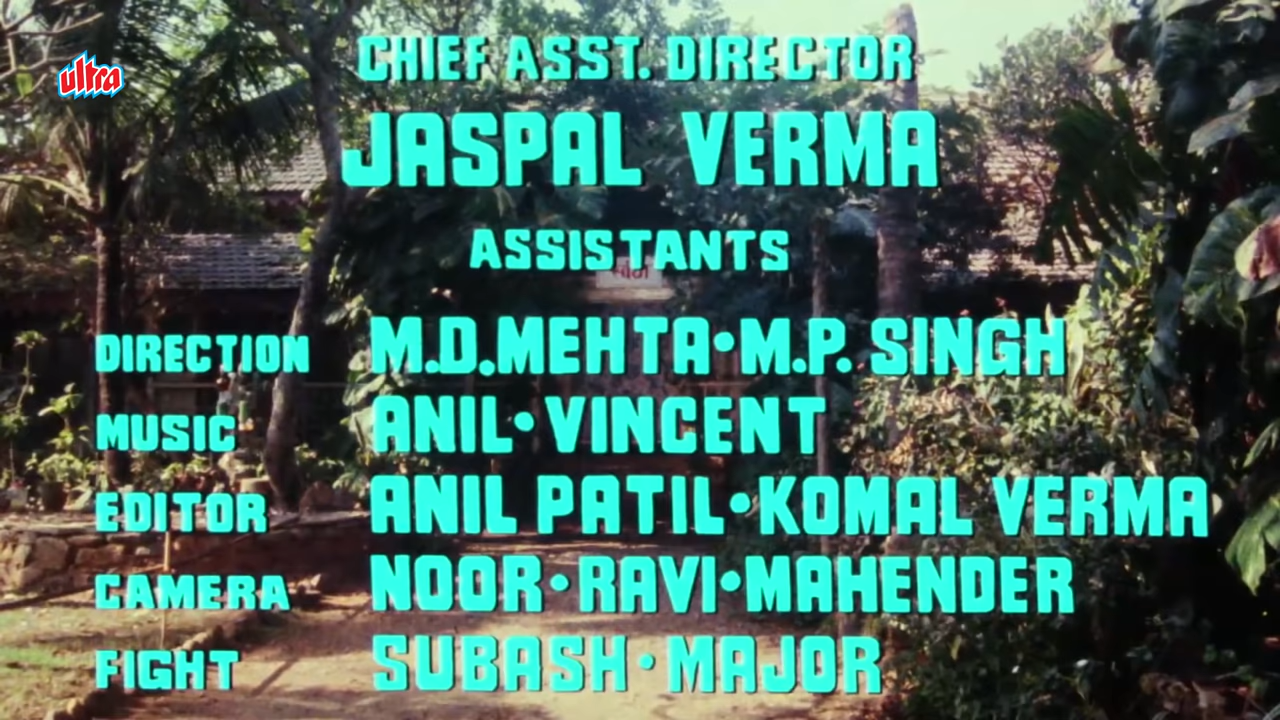 ultra
CHIEF ASST. DIRECTOR
JASPAL VERMA
ASSISTANTS
DIRECTION M.D.MEHTA•M.P. SINGH
MUSIC ANIL•VINCENT
EDITOR ANIL PATIL•KOMAL VERMA
CAMERA NOOR•RAVI•MAHENDER
FIGHT SUBASH•MAJOR